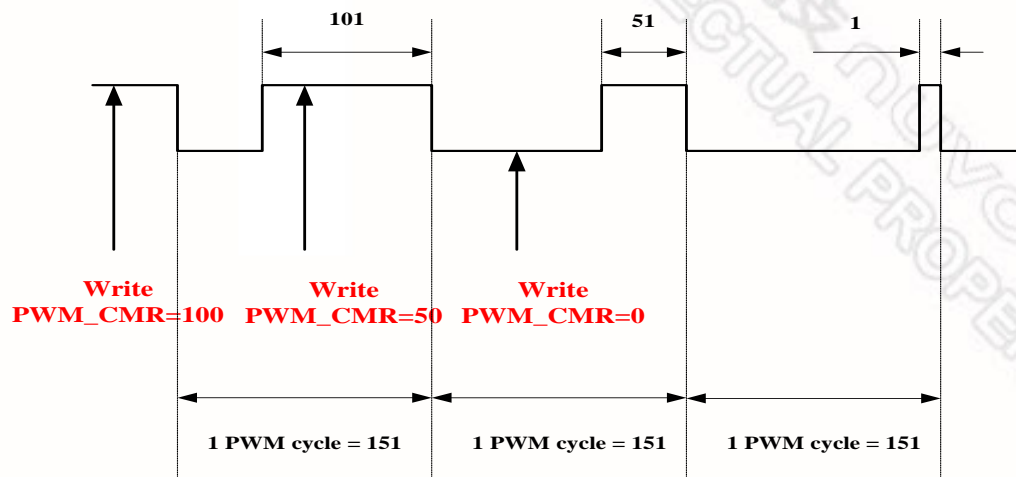 101
51
1
Write
PWM_CMR=100
Write
PWM_CMR=50
Write
PWM_CMR=0
1 PWM cycle = 151
1 PWM cycle = 151
1 PWM cycle = 151